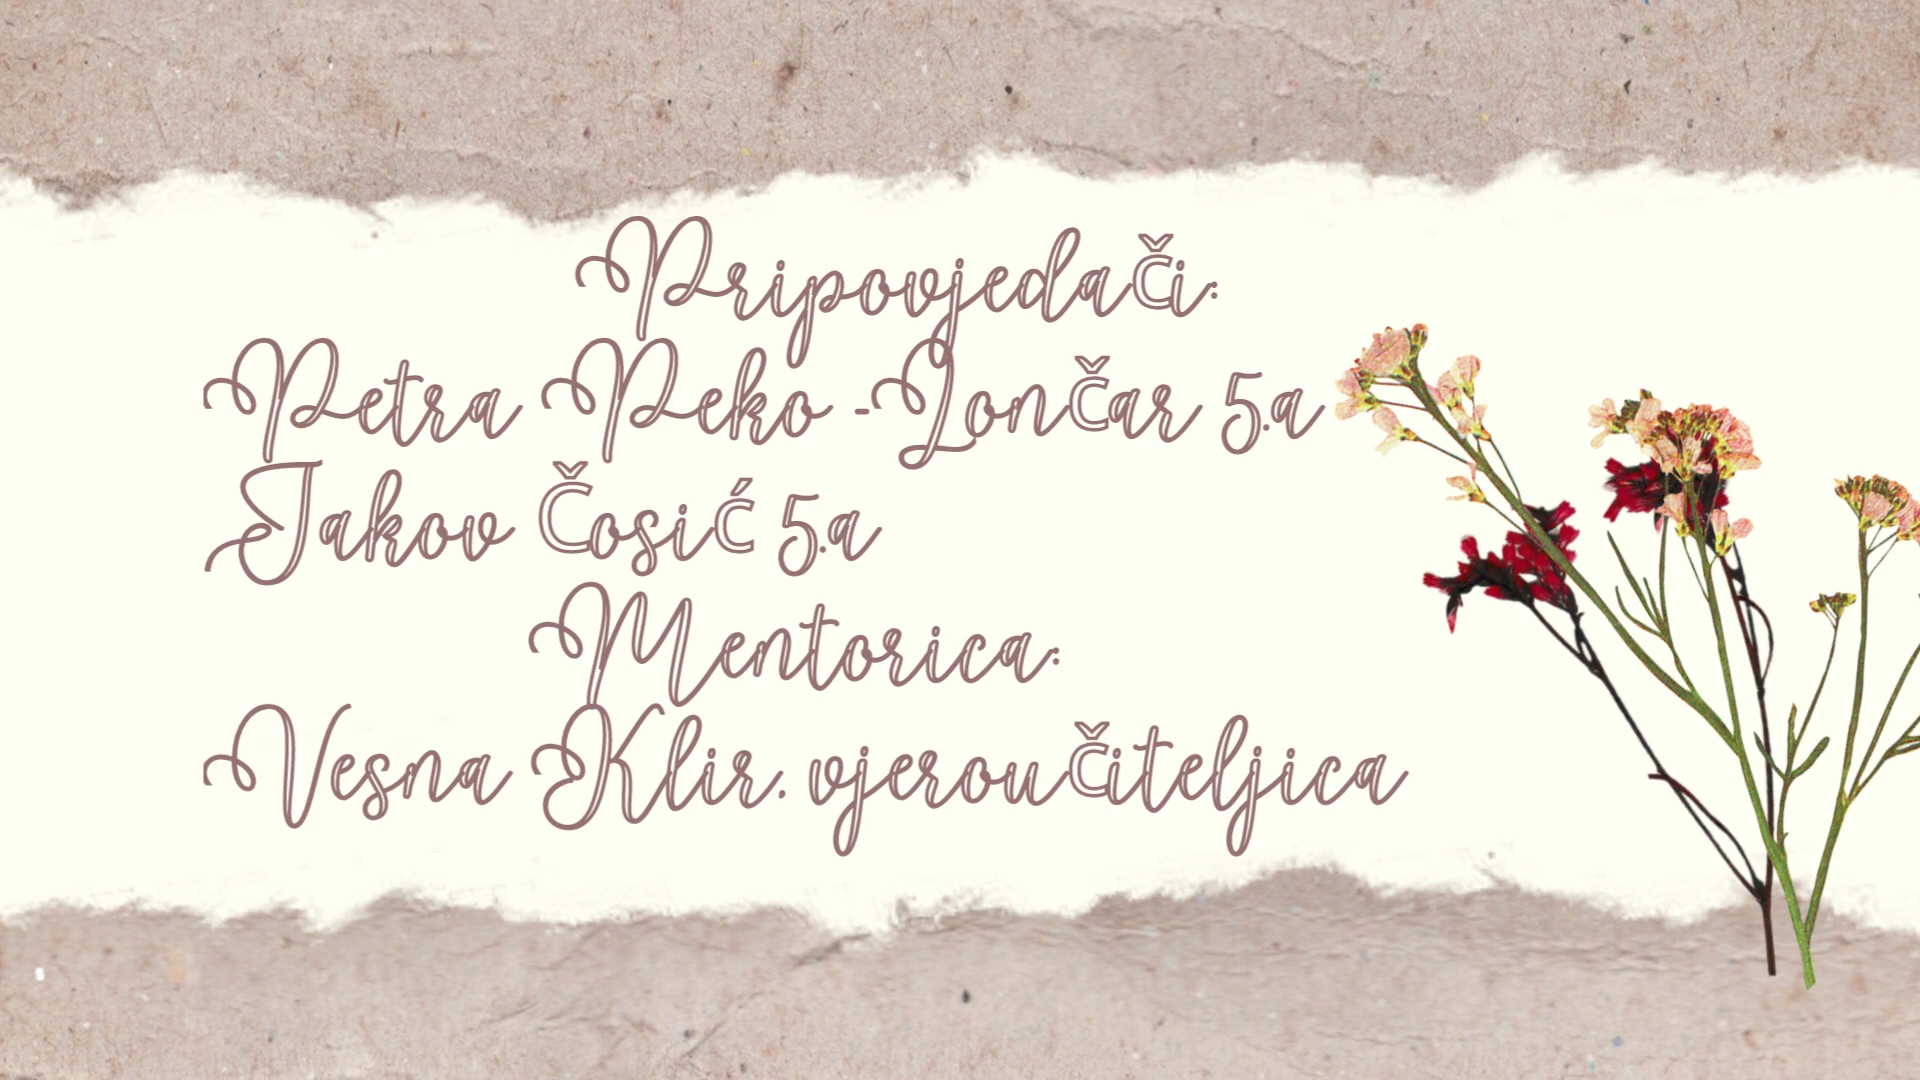 Pripovjedači:
Petra Peko -Lončar 5.a
Jakov Čosić 5.a
Mentorica:
Vesna Klir, vjeroučiteljica